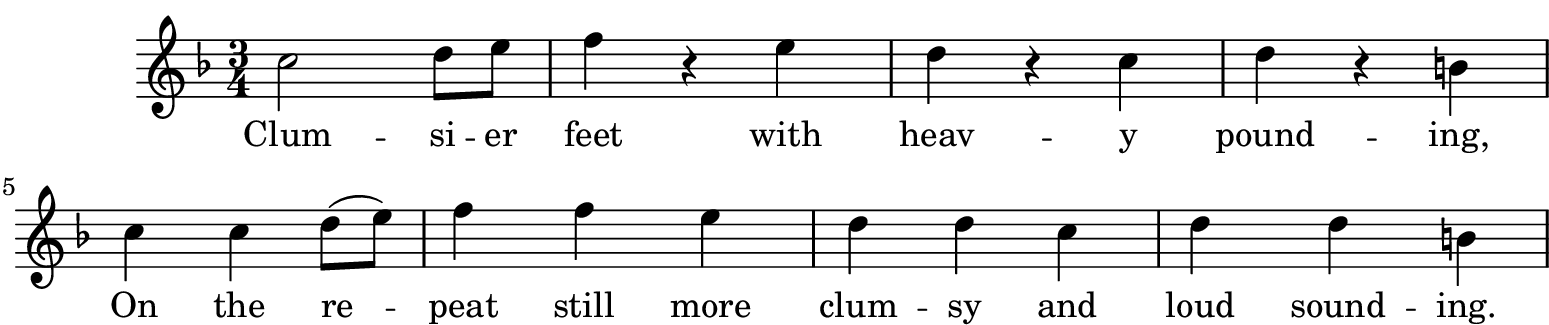 3
4
Clum - si - er feet with heav - y pound - ing,
5
On the re - peat still more clum - sy and loud sound - ing.